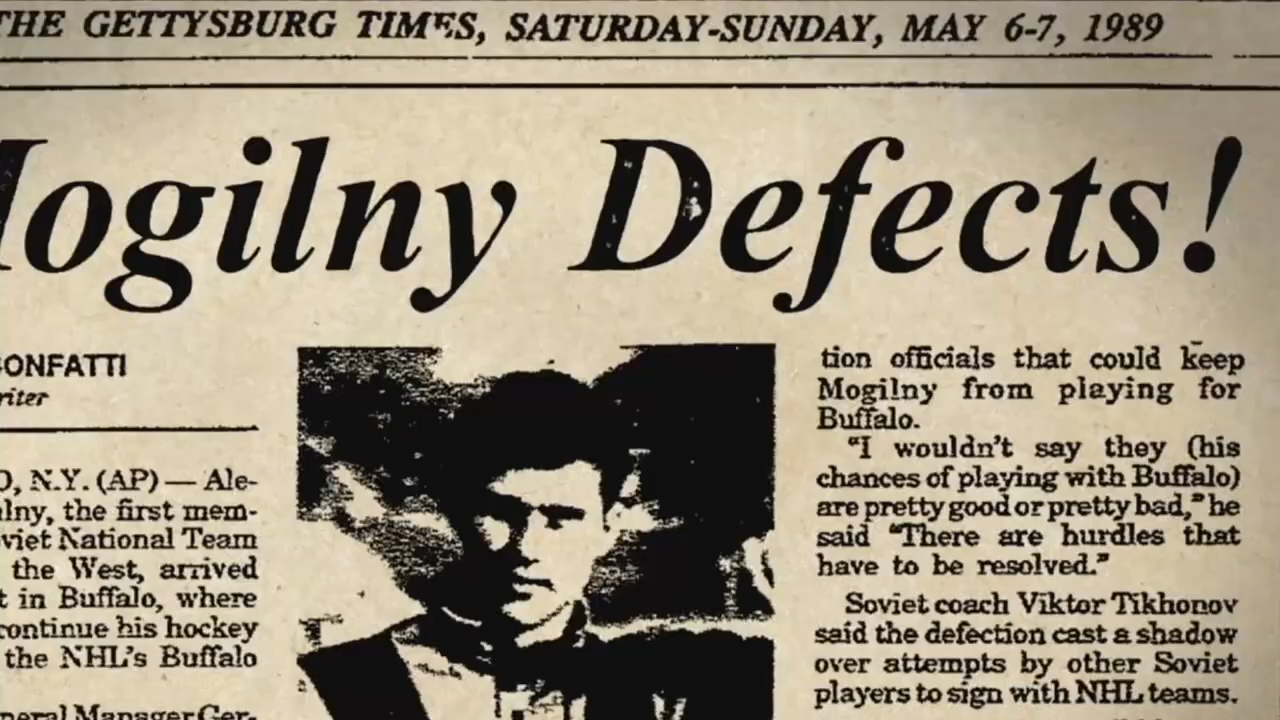 THE GETTYSBURG TIMES, SATURDAY-SUNDAY, MAY 6-7, 1989
Mogilny Defects!
ONFATTI
riter
O, N.Y. (AP) — Ale-
lny, the first mem-
viet National Team
the West, arrived
t in Buffalo, where
continue his hockey
the NHL's Buffalo
neral Manager Ger-
tion officials that could keep
Mogilny from playing for
Buffalo.
"I wouldn't say they (his
chances of playing with Buffalo)
are pretty good or pretty bad," he
said "There are hurdles that
have to be resolved."
Soviet coach Viktor Tikhonov
said the defection cast a shadow
over attempts by other Soviet
players to sign with NHL teams.